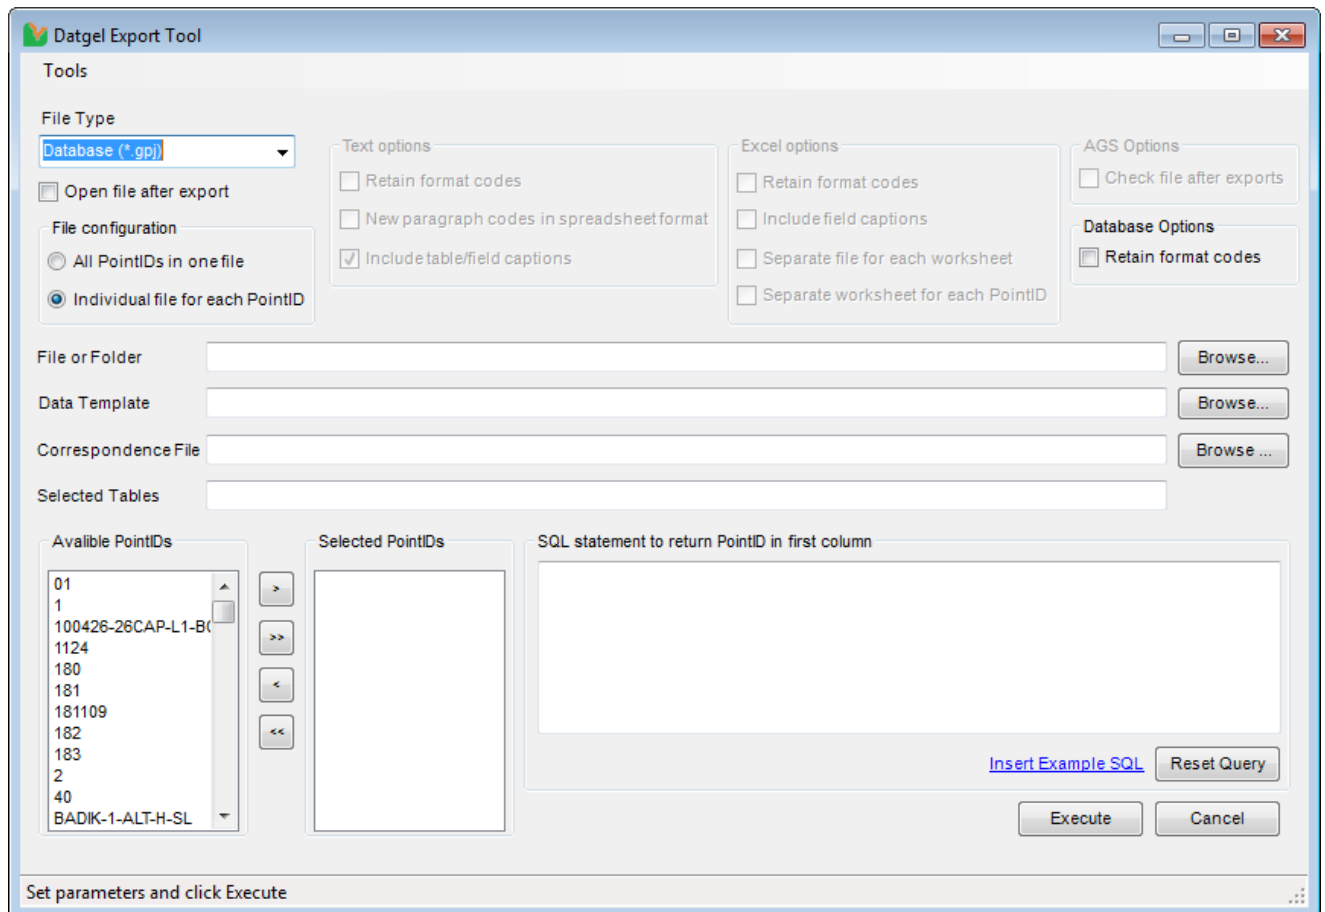 Datgel Export Tool
Tools
File Type
Database (*.gpj)
Open file after export
File configuration
All PointIDs in one file
Individual file for each PointID
Text options
Retain format codes
New paragraph codes in spreadsheet format
Include table/field captions
Excel options
Retain format codes
Include field captions
Separate file for each worksheet
Separate worksheet for each PointID
AGS Options
Check file after exports
Database Options
Retain format codes
File or Folder
Browse...
Data Template
Browse...
Correspondence File
Browse ...
Selected Tables
Avalible PointIDs
01
1
100426-26CAP-L1-B
1124
180
181
181109
182
183
2
40
BADIK-1-ALT-H-SL
>
>>
<
<<
Selected PointIDs
SQL statement to return PointID in first column
Insert Example SQL
Reset Query
Execute
Cancel
Set parameters and click Execute